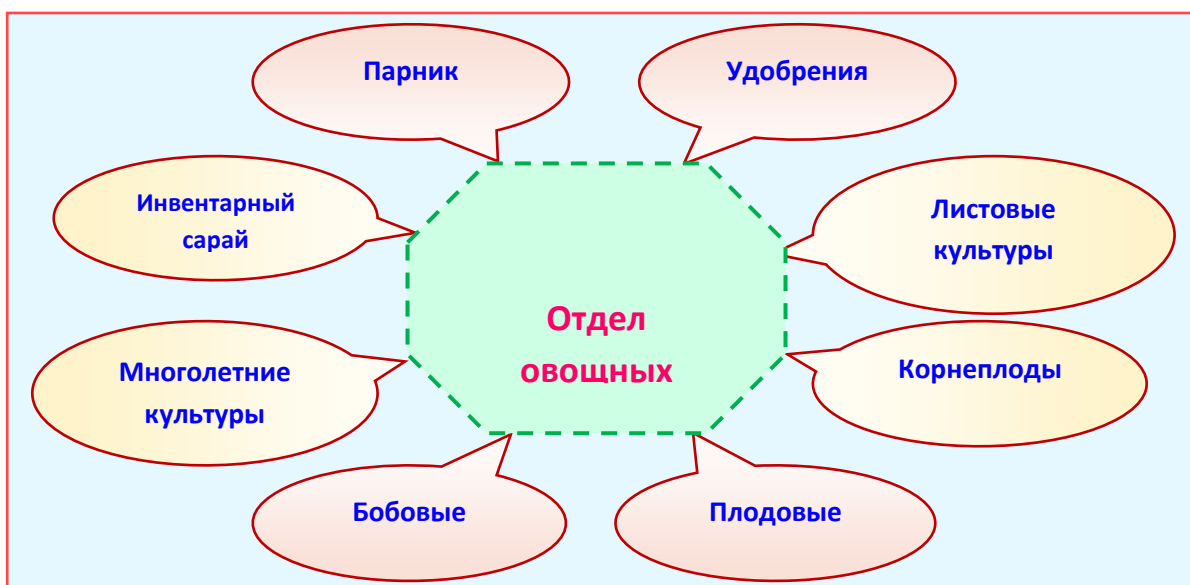 Парник
Удобрения
Инвентарный
сарай
Листовые
культуры
Отдел
овощных
Многолетние
культуры
Корнеплоды
Бобовые
Плодовые